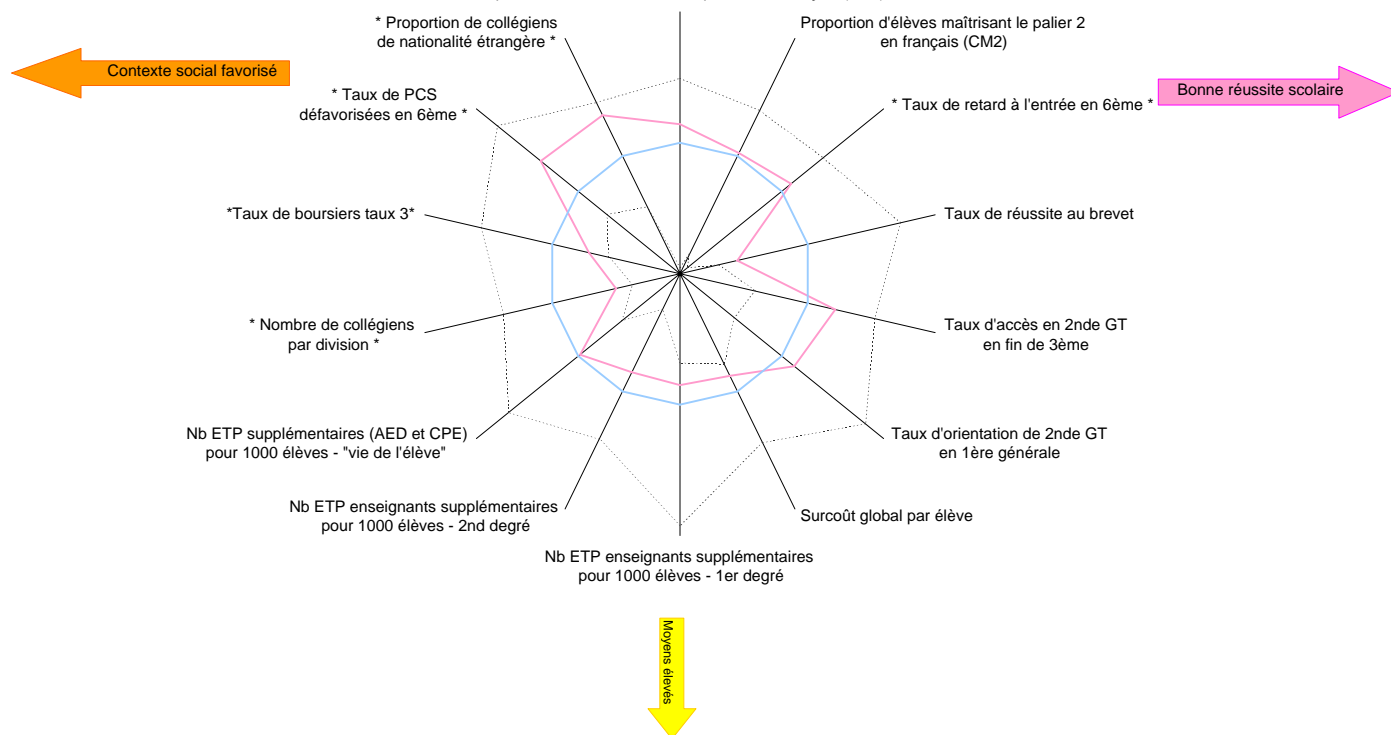 * Proportion de collégiens
de nationalité étrangère *
Proportion d'élèves maîtrisant le palier 2
en français (CM2)
Contexte social favorisé
Bonne réussite scolaire
* Taux de PCS
défavorisées en 6ème *
* Taux de retard à l'entrée en 6ème *
*Taux de boursiers taux 3*
Taux de réussite au brevet
* Nombre de collégiens
par division *
Taux d'accès en 2nde GT
en fin de 3ème
Nb ETP supplémentaires (AED et CPE)
pour 1000 élèves - "vie de l'élève"
Taux d'orientation de 2nde GT
en 1ère générale
Nb ETP enseignants supplémentaires
pour 1000 élèves - 2nd degré
Surcoût global par élève
Nb ETP enseignants supplémentaires
pour 1000 élèves - 1er degré
Moyens élevés